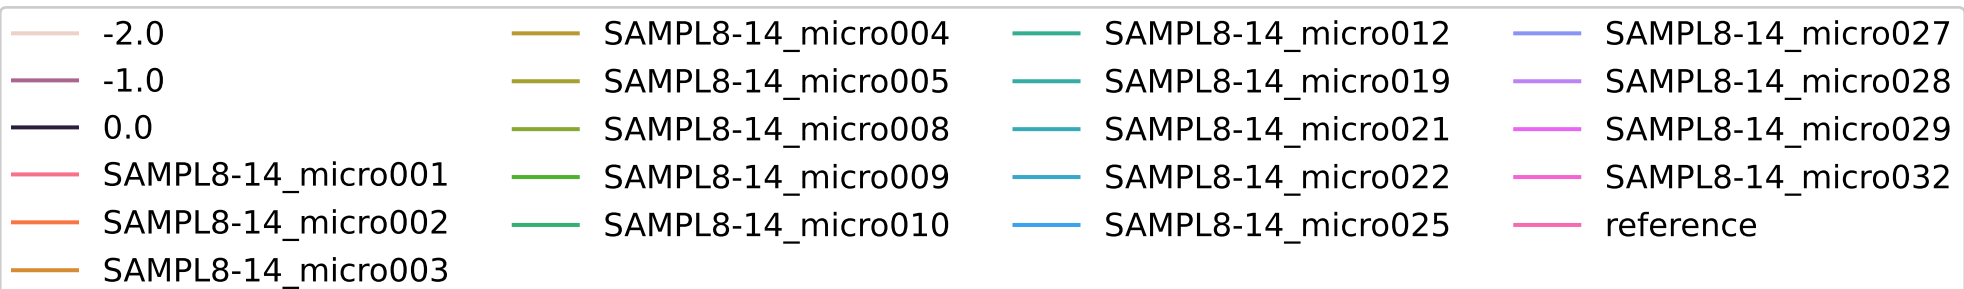 -2.0
-1.0
0.0
SAMPL8-14_micro001
SAMPL8-14_micro002
SAMPL8-14_micro003
SAMPL8-14_micro004
SAMPL8-14_micro005
SAMPL8-14_micro008
SAMPL8-14_micro009
SAMPL8-14_micro010
SAMPL8-14_micro012
SAMPL8-14_micro019
SAMPL8-14_micro021
SAMPL8-14_micro022
SAMPL8-14_micro025
SAMPL8-14_micro027
SAMPL8-14_micro028
SAMPL8-14_micro029
SAMPL8-14_micro032
reference